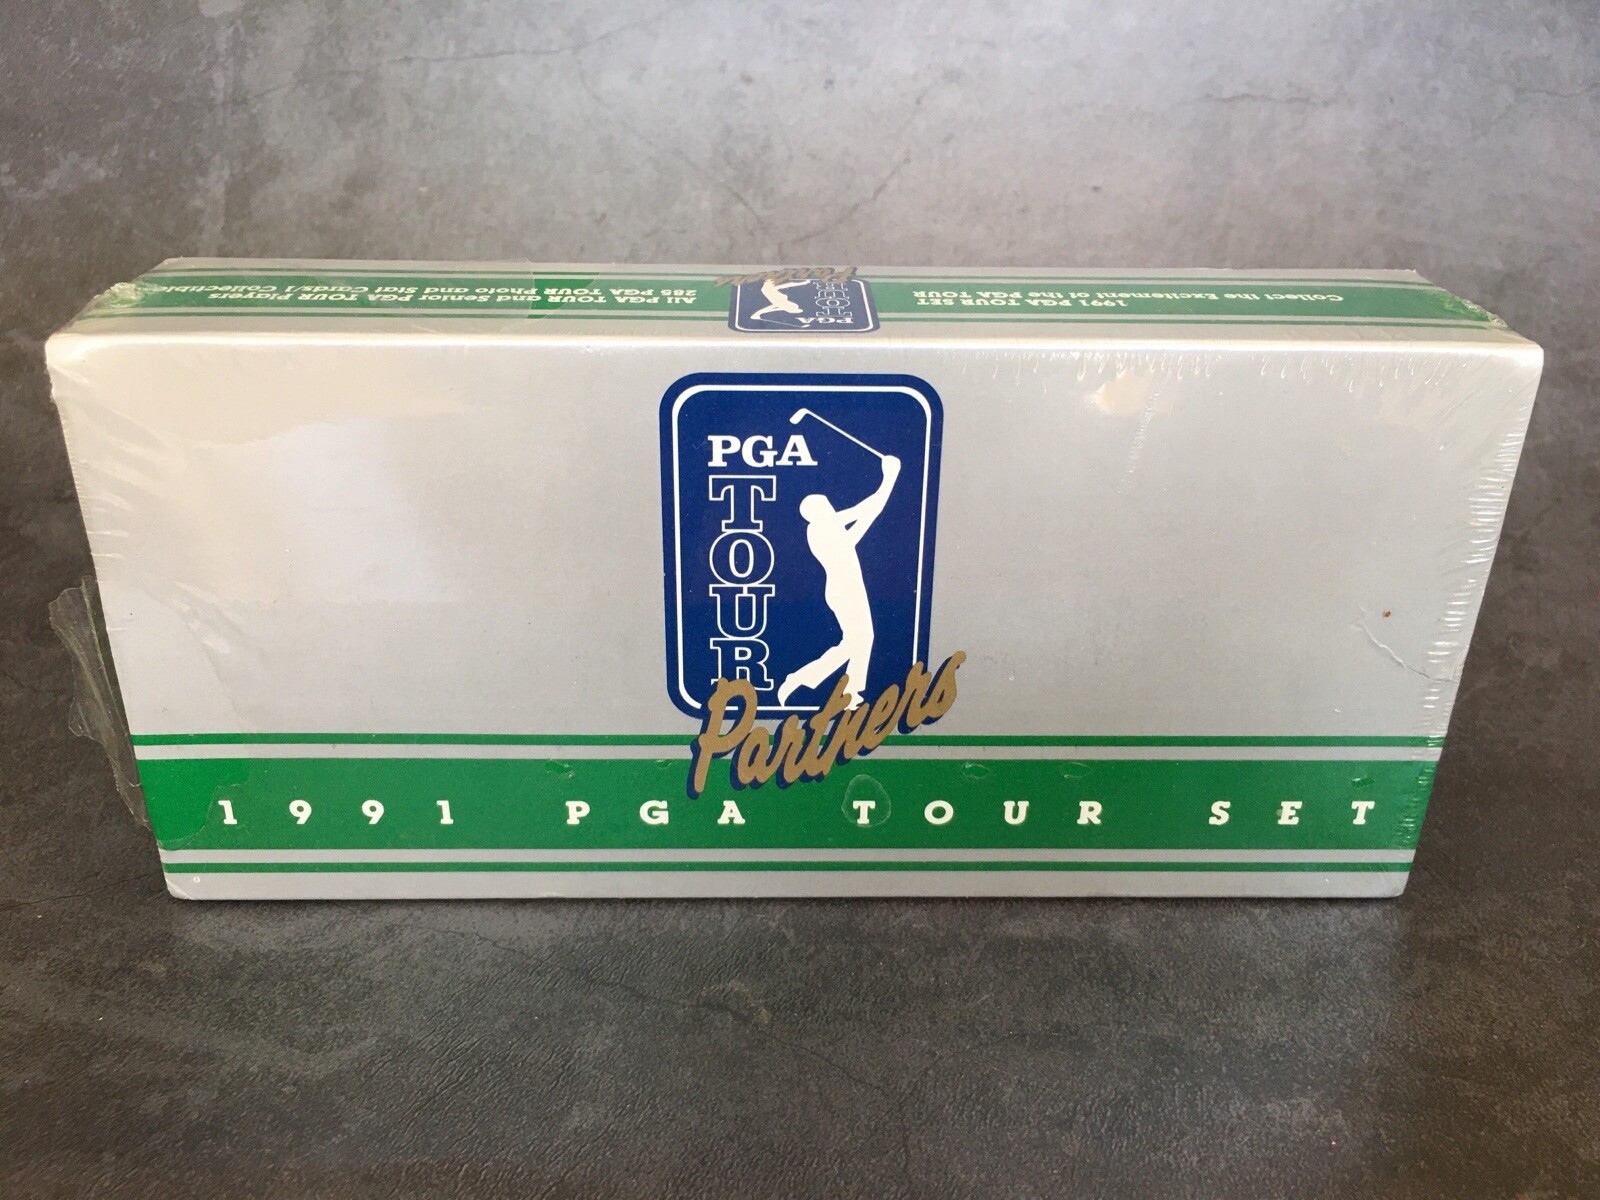 All PGA TOUR and Senior PGA TOUR Players
285 PGA TOUR Photo and Stat Cards/1 Collectible
PGA
TOUR
Partners
1991 PGA TOUR SET
Collect the Excitement of the PGA TOUR
PGA
TOUR
Partners
1991 PGA TOUR SET